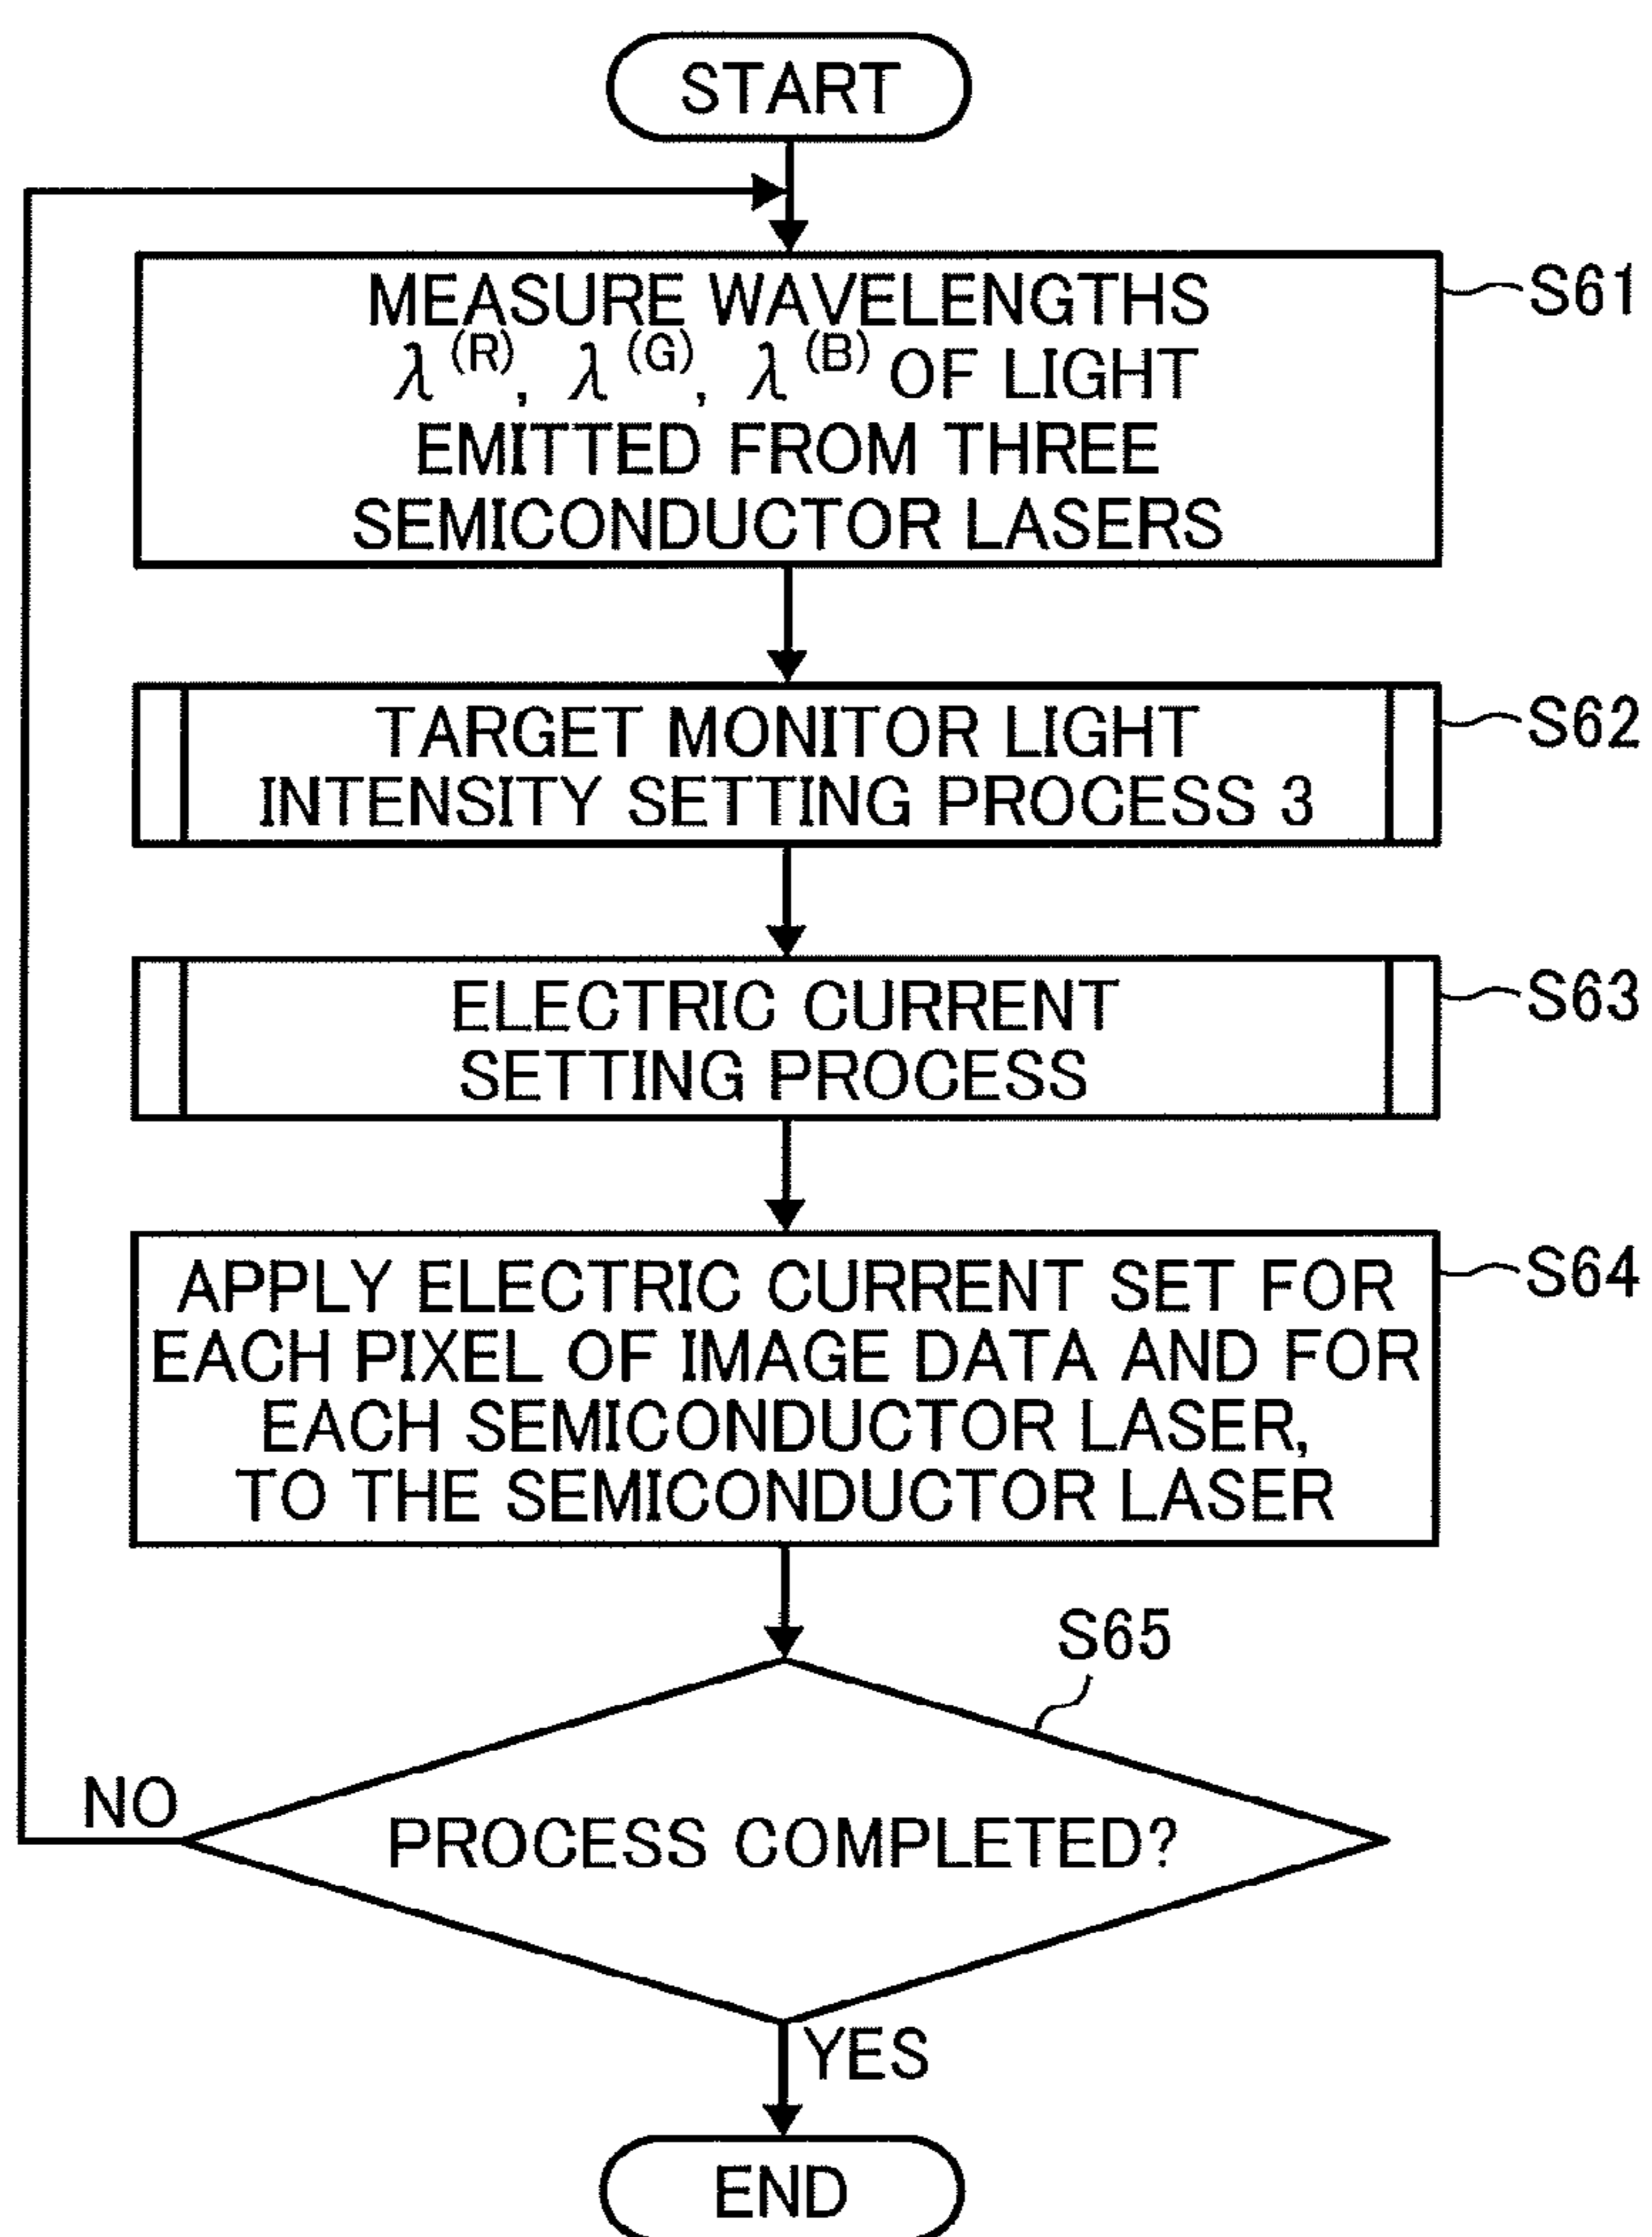 START
MEASURE WAVELENGTHS
λ(R), λ(G), λ(B) OF LIGHT
EMITTED FROM THREE
SEMICONDUCTOR LASERS
S61
TARGET MONITOR LIGHT
INTENSITY SETTING PROCESS 3
S62
ELECTRIC CURRENT
SETTING PROCESS
S63
APPLY ELECTRIC CURRENT SET FOR
EACH PIXEL OF IMAGE DATA AND FOR
EACH SEMICONDUCTOR LASER,
TO THE SEMICONDUCTOR LASER
S64
S65
PROCESS COMPLETED?
NO
YES
END